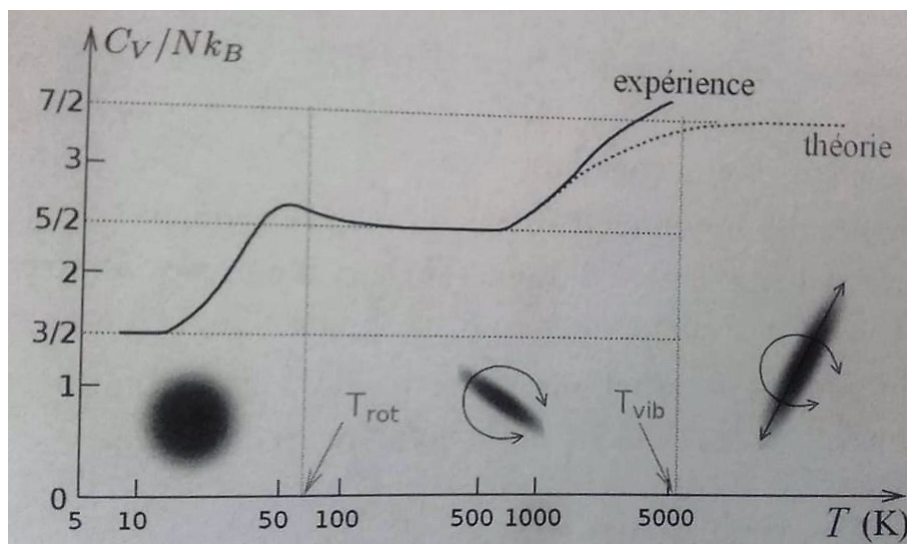 C_V/Nk_B
7/2
expérience
3
théorie
5/2
2
3/2
1
T_rot
T_vib
0
5 10 50 100 500 1000 5000 T (K)